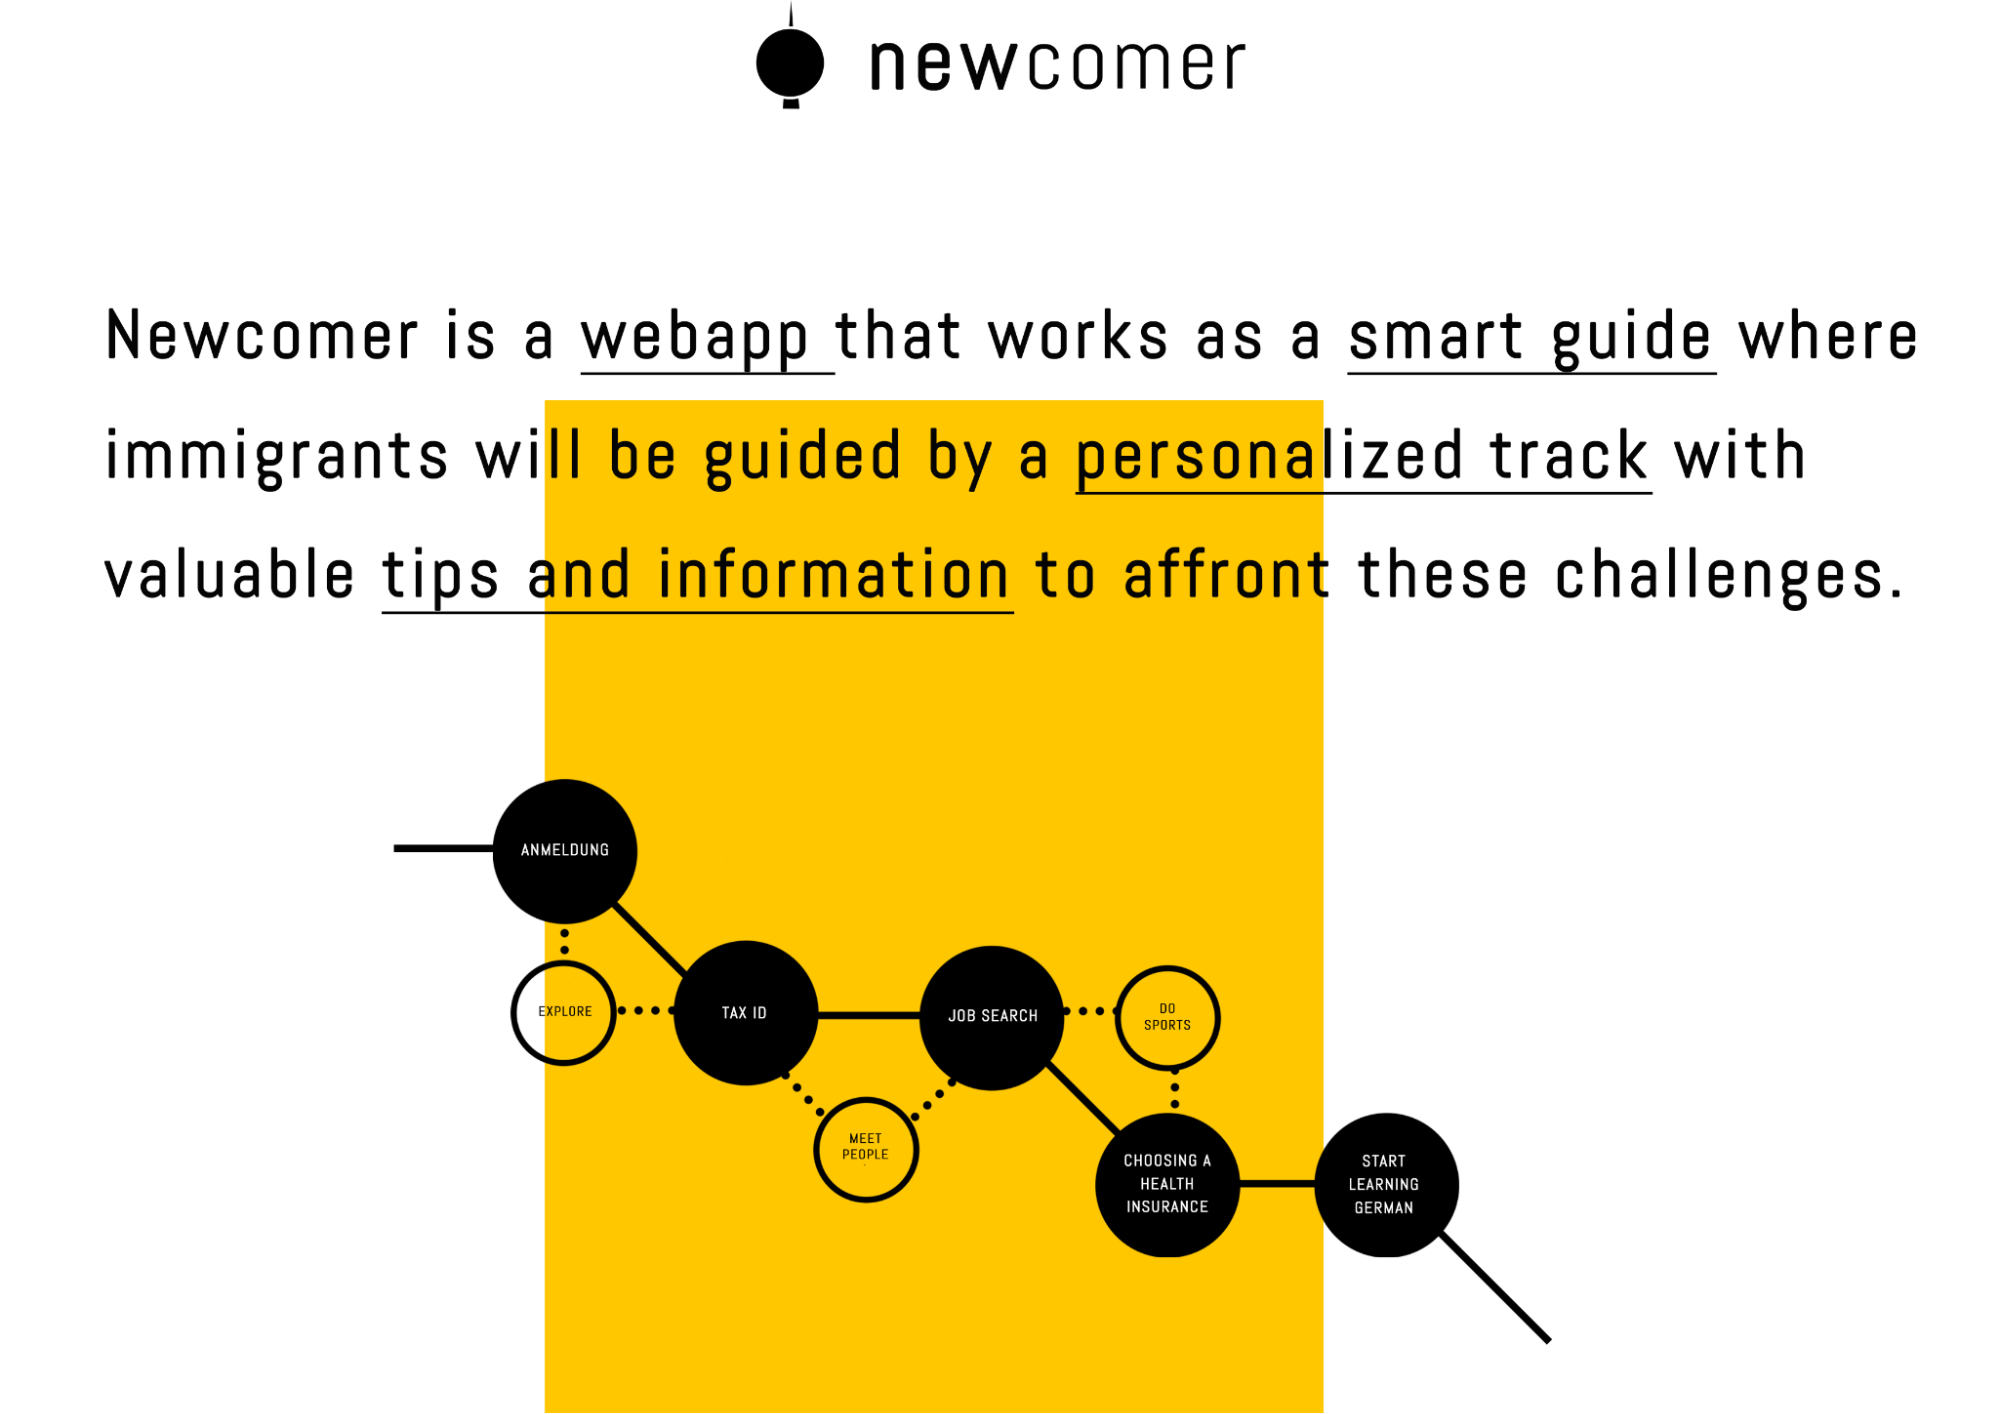 newcomer
Newcomer is a webapp that works as a smart guide where
immigrants will be guided by a personalized track with
valuable tips and information to affront these challenges.
ANMELDUNG
EXPLORE
TAX ID
JOB SEARCH
DO
SPORTS
MEET
PEOPLE
CHOOSING A
HEALTH
INSURANCE
START
LEARNING
GERMAN